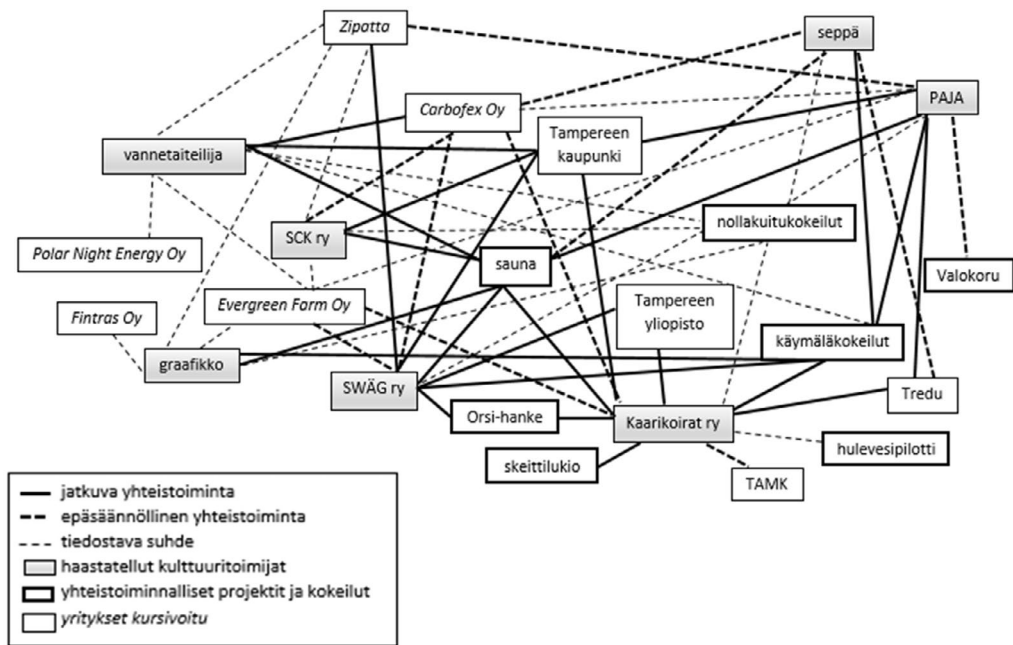 Zipatta
seppä
Carbofex Oy
PAJA
Tampereen
kaupunki
vannetaiteilija
SCK ry
nollakuitukokeilut
Polar Night Energy Oy
sauna
Valokoru
Evergreen Farm Oy
Tampereen
yliopisto
Fintras Oy
käymäläkokeilut
graafikko
SWÄG ry
Tredu
Orsi-hanke
Kaarikoirat ry
hulevesipilotti
skeittilukio
TAMK
jatkuva yhteistoiminta
epäsäännöllinen yhteistoiminta
tiedostava suhde
haastatellut kulttuuritoimijat
yhteistoiminnalliset projektit ja kokeilut
yritykset kursivoitu